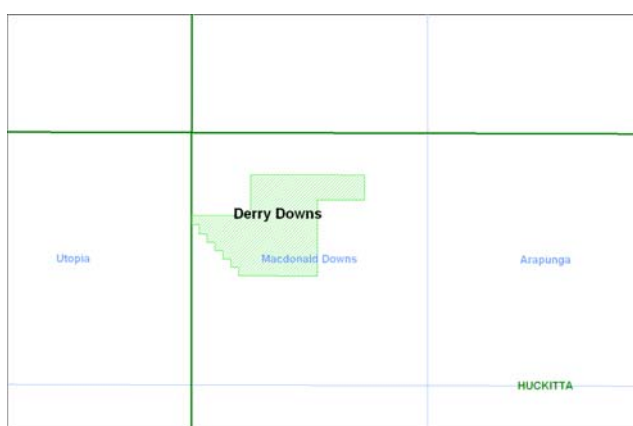 Derry Downs
Utopia
Macdonald Downs
Arapunga
HUCKITTA